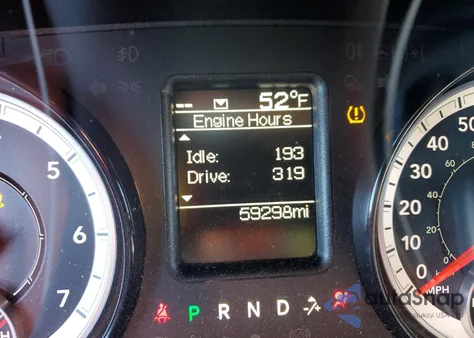 -- 52°F
Engine Hours
Idle: 193
Drive: 319
59298mi
P R N D
5
6
7
50
40
30
20
10
0
MPH
autoSnap